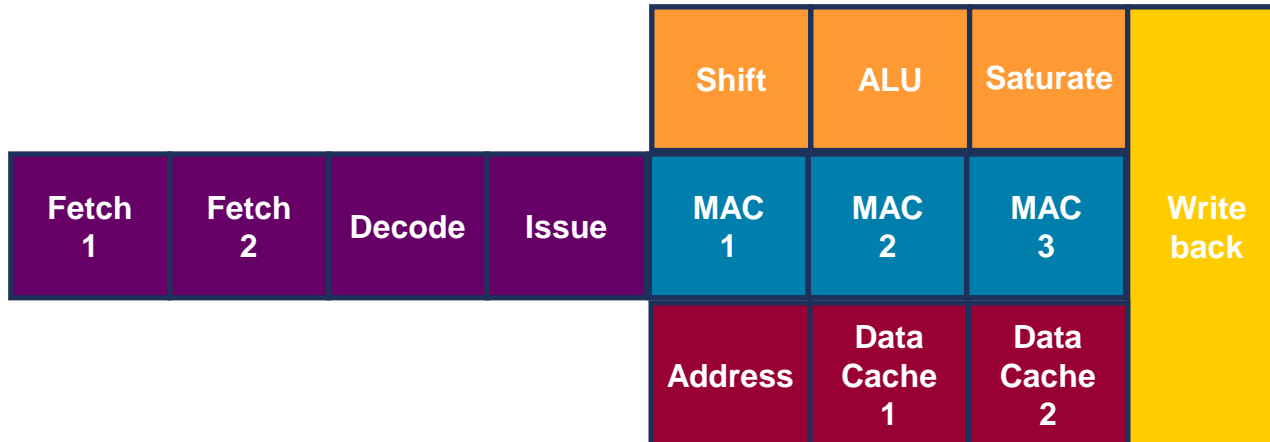 Shift
ALU
Saturate
Fetch
1
Fetch
2
Decode
Issue
MAC
1
MAC
2
MAC
3
Write
back
Address
Data
Cache
1
Data
Cache
2